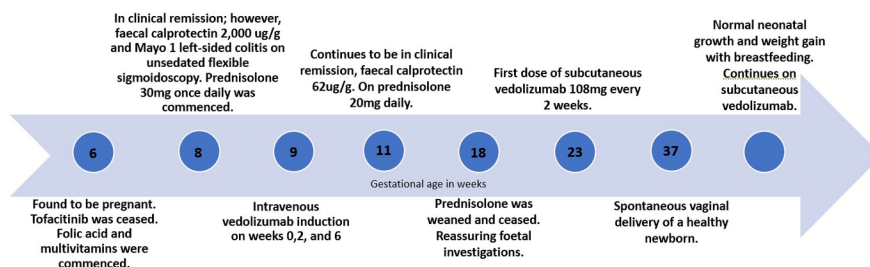 In clinical remission; however,
faecal calprotectin 2,000 ug/g
and Mayo 1 left-sided colitis on
unsedated flexible
sigmoidoscopy. Prednisolone
30mg once daily was
commenced.
Continues to be in clinical
remission, faecal calprotectin
62ug/g. On prednisolone
20mg daily.
First dose of subcutaneous
vedolizumab 108mg every
2 weeks.
Normal neonatal
growth and weight gain
with breastfeeding.
Continues on
subcutaneous
vedolizumab.
6
8
9
11
18
23
37
Gestational age in weeks
Found to be pregnant.
Tofacitinib was ceased.
Folic acid and
multivitamins were
commenced.
Intravenous
vedolizumab induction
on weeks 0,2, and 6
Prednisolone was
weaned and ceased.
Reassuring foetal
investigations.
Spontaneous vaginal
delivery of a healthy
newborn.